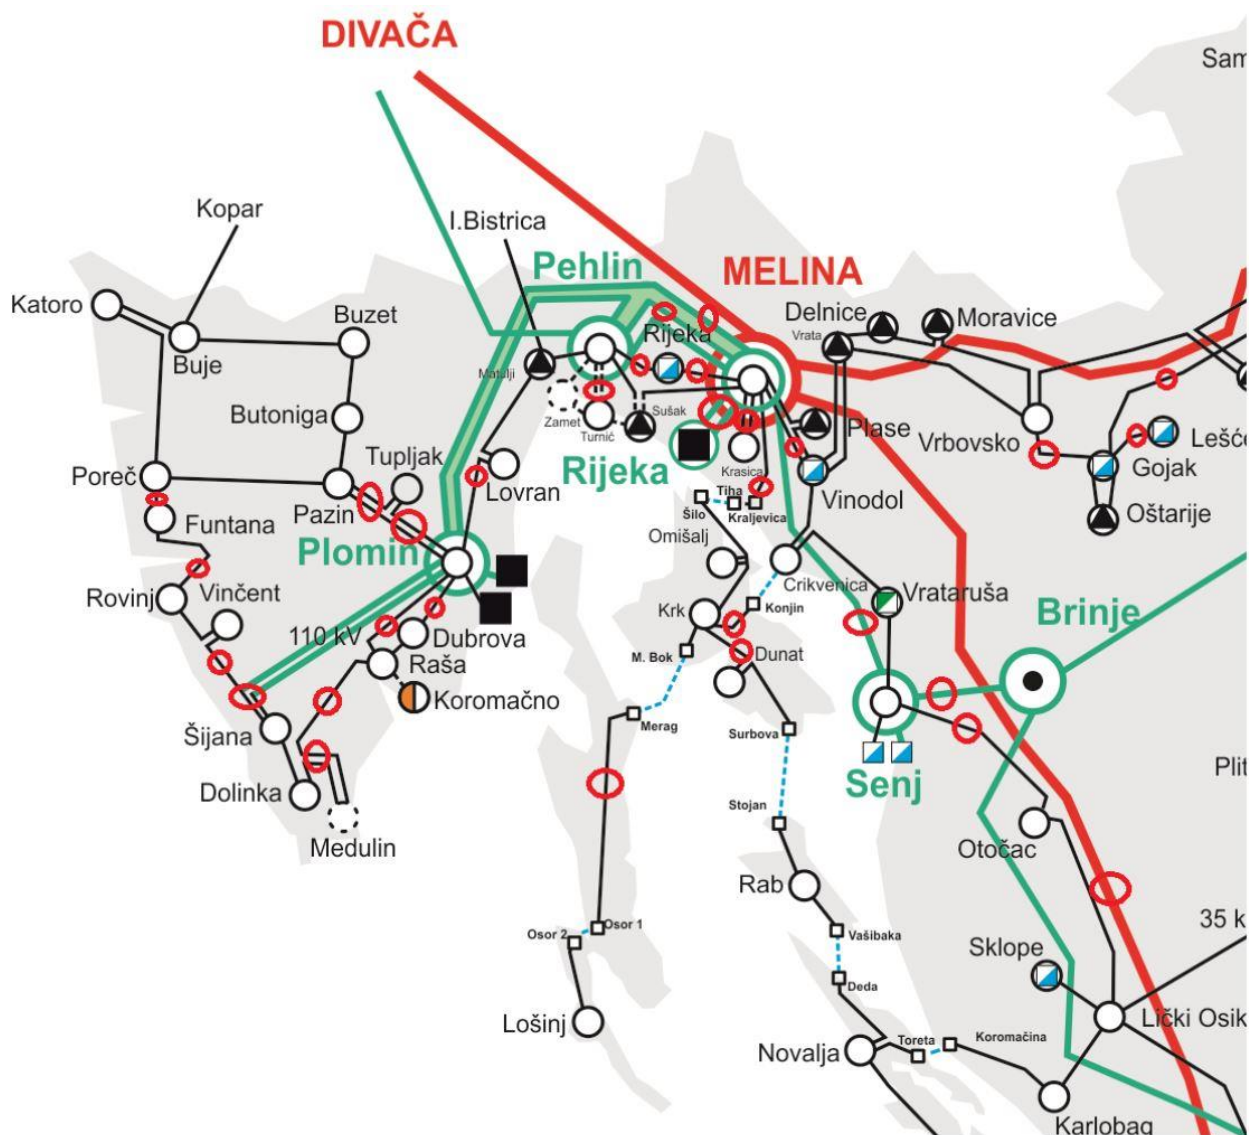 DIVAČA
Sam
Kopar
I.Bistrica
Pehlin
MELINA
Katoro
Buje
Buzet
Rijeka
Delnice
Vrata
Moravice
Matulji
Butoniga
Zamet
Turnić
Sušak
Plase
Vrbovsko
Lešće
Gojak
Poreč
Tupljak
Lovran
Rijeka
Krasica
Vinodol
Funtana
Pazin
Šilo
Tiha
Kraljevica
Oštarije
Plomin
Omišalj
Crikvenica
Rovinj
Vinčent
Vrataruša
Brinje
110 kV
Dubrova
Krk
Konjin
Raša
M. Bok
Dunat
Koromačno
Merag
Šijana
Surbova
Senj
Plit
Dolinka
Stojan
Medulin
Otočac
Rab
35 k
Osor 2
Osor 1
Vašibaka
Sklope
Deda
Lošinj
Lički Osik
Novalja
Toreta
Koromačina
Karlobag